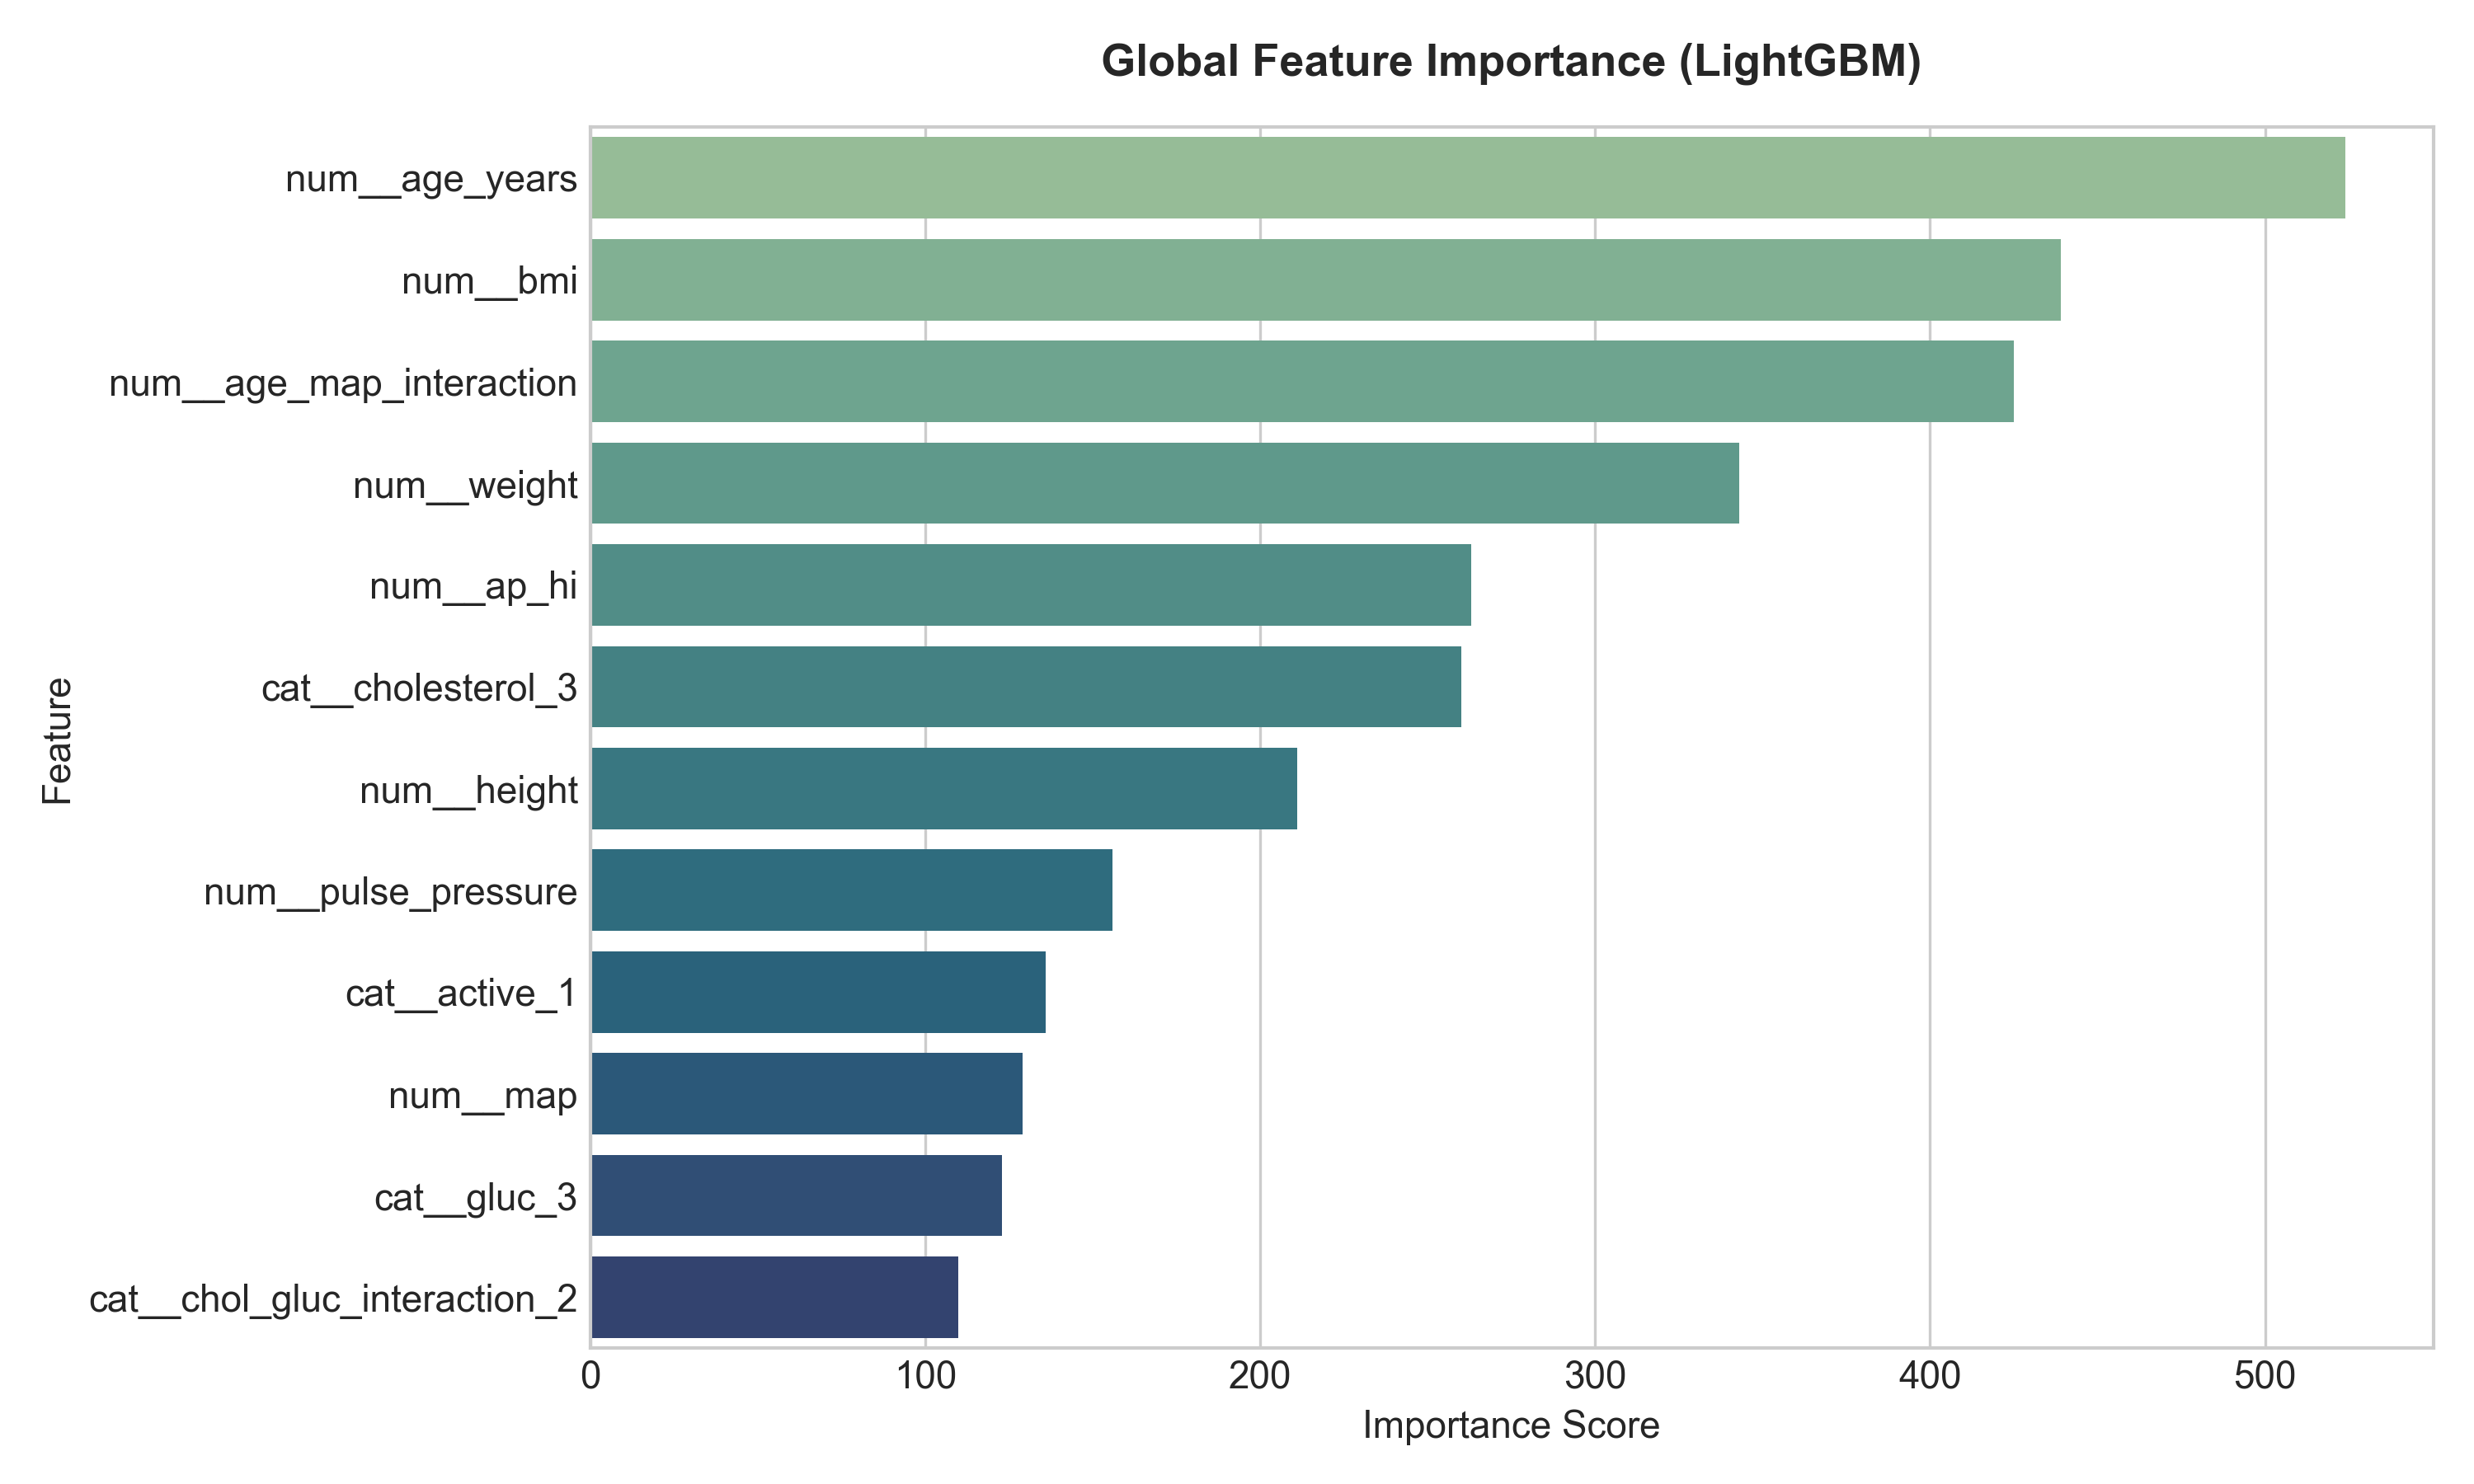 Global Feature Importance (LightGBM)
num__age_years
num__bmi
num__age_map_interaction
num__weight
num__ap_hi
cat__cholesterol_3
num__height
num__pulse_pressure
cat__active_1
num__map
cat__gluc_3
cat__chol_gluc_interaction_2
Feature
0 100 200 300 400 500
Importance Score